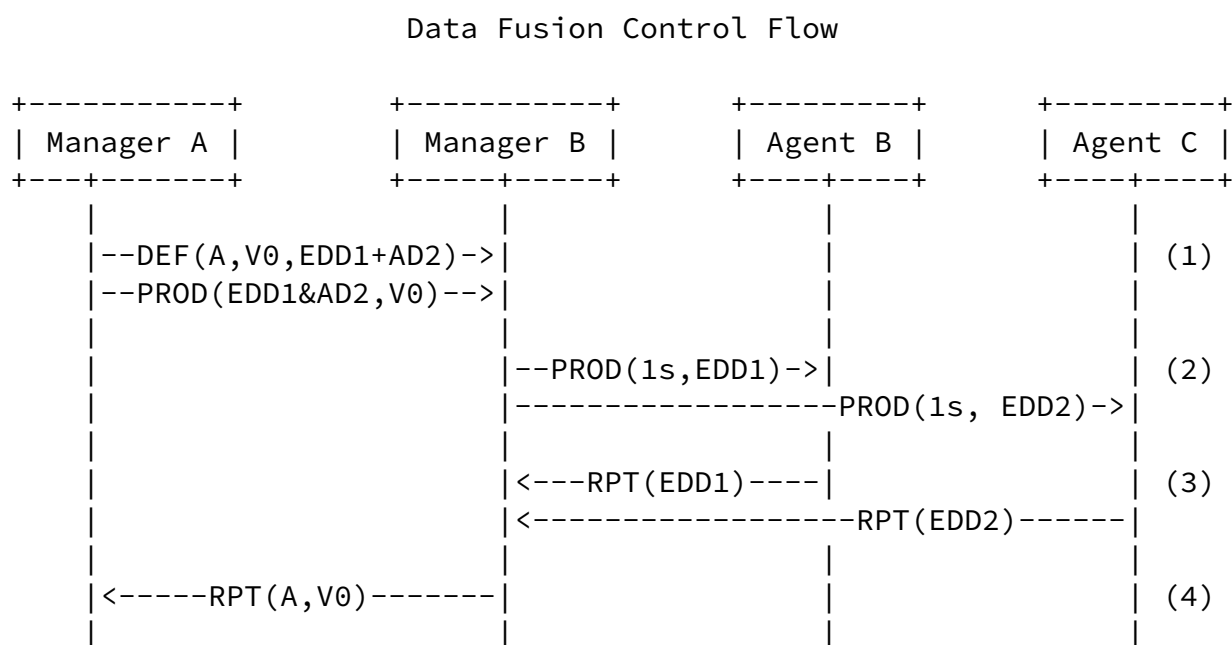 Data Fusion Control Flow
Manager A | Manager B | Agent B | Agent C
--DEF(A,V0,EDD1+AD2)-> (1)
--PROD(EDD1&AD2,V0)-->
--PROD(1s,EDD1)-> (2)
------------------PROD(1s, EDD2)->
<---RPT(EDD1)---- (3)
<------------------RPT(EDD2)------
<-----RPT(A,V0)------- (4)